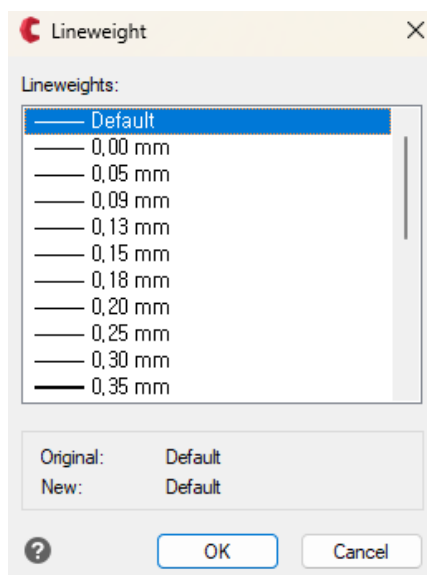 Lineweight
Lineweights:
Default
0,00 mm
0,05 mm
0,09 mm
0,13 mm
0,15 mm
0,18 mm
0,20 mm
0,25 mm
0,30 mm
0,35 mm
Original: Default
New: Default
? OK Cancel